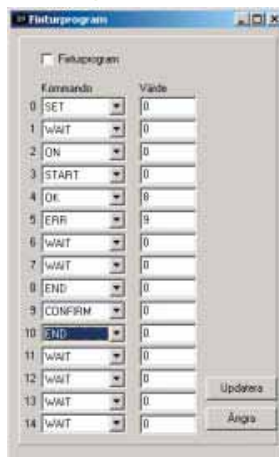 Fixturprogram
Fixturprogram
Kommando Värde
0 SET 0
1 WAIT 0
2 ON 0
3 START 0
4 OK 8
5 ERR 9
6 WAIT 0
7 WAIT 0
8 END 0
9 CONFIRM 0
10 END 0
11 WAIT 0
12 WAIT 0
Updatera
13 WAIT 0
14 WAIT 0
Ångra